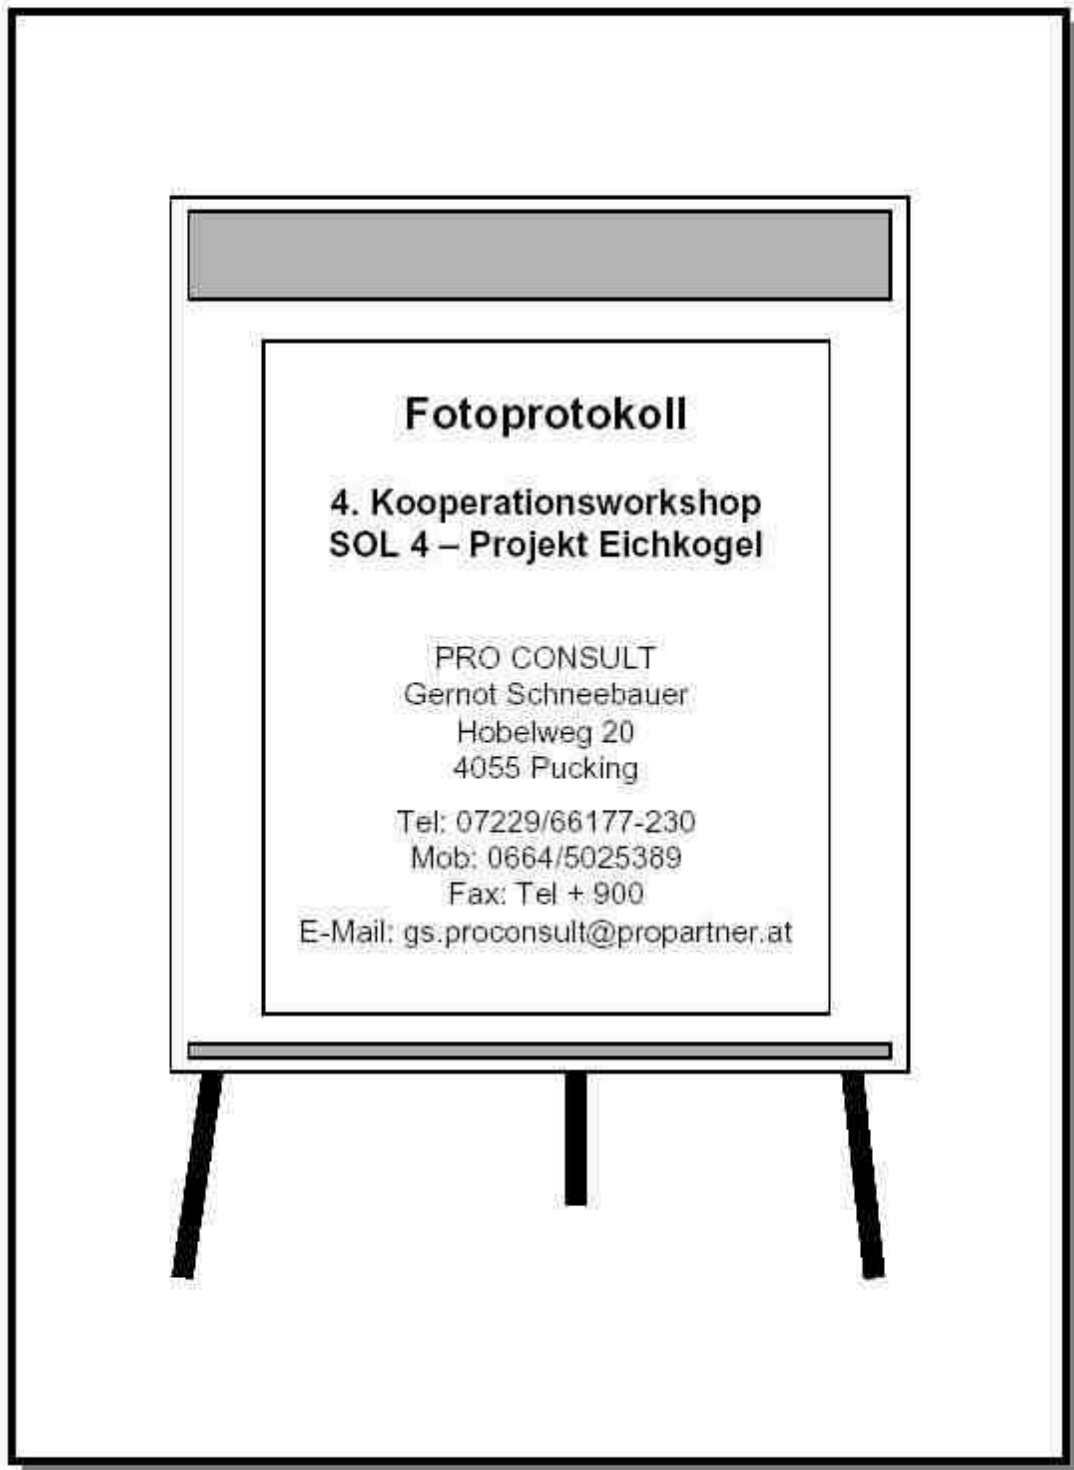 Fotoprotokoll
4. Kooperationsworkshop
SOL 4 – Projekt Eichkogel
PRO CONSULT
Gernot Schneebauer
Hobelweg 20
4055 Pucking
Tel: 07229/66177-230
Mob: 0664/5025389
Fax: Tel + 900
E-Mail: gs.proconsult@propartner.at